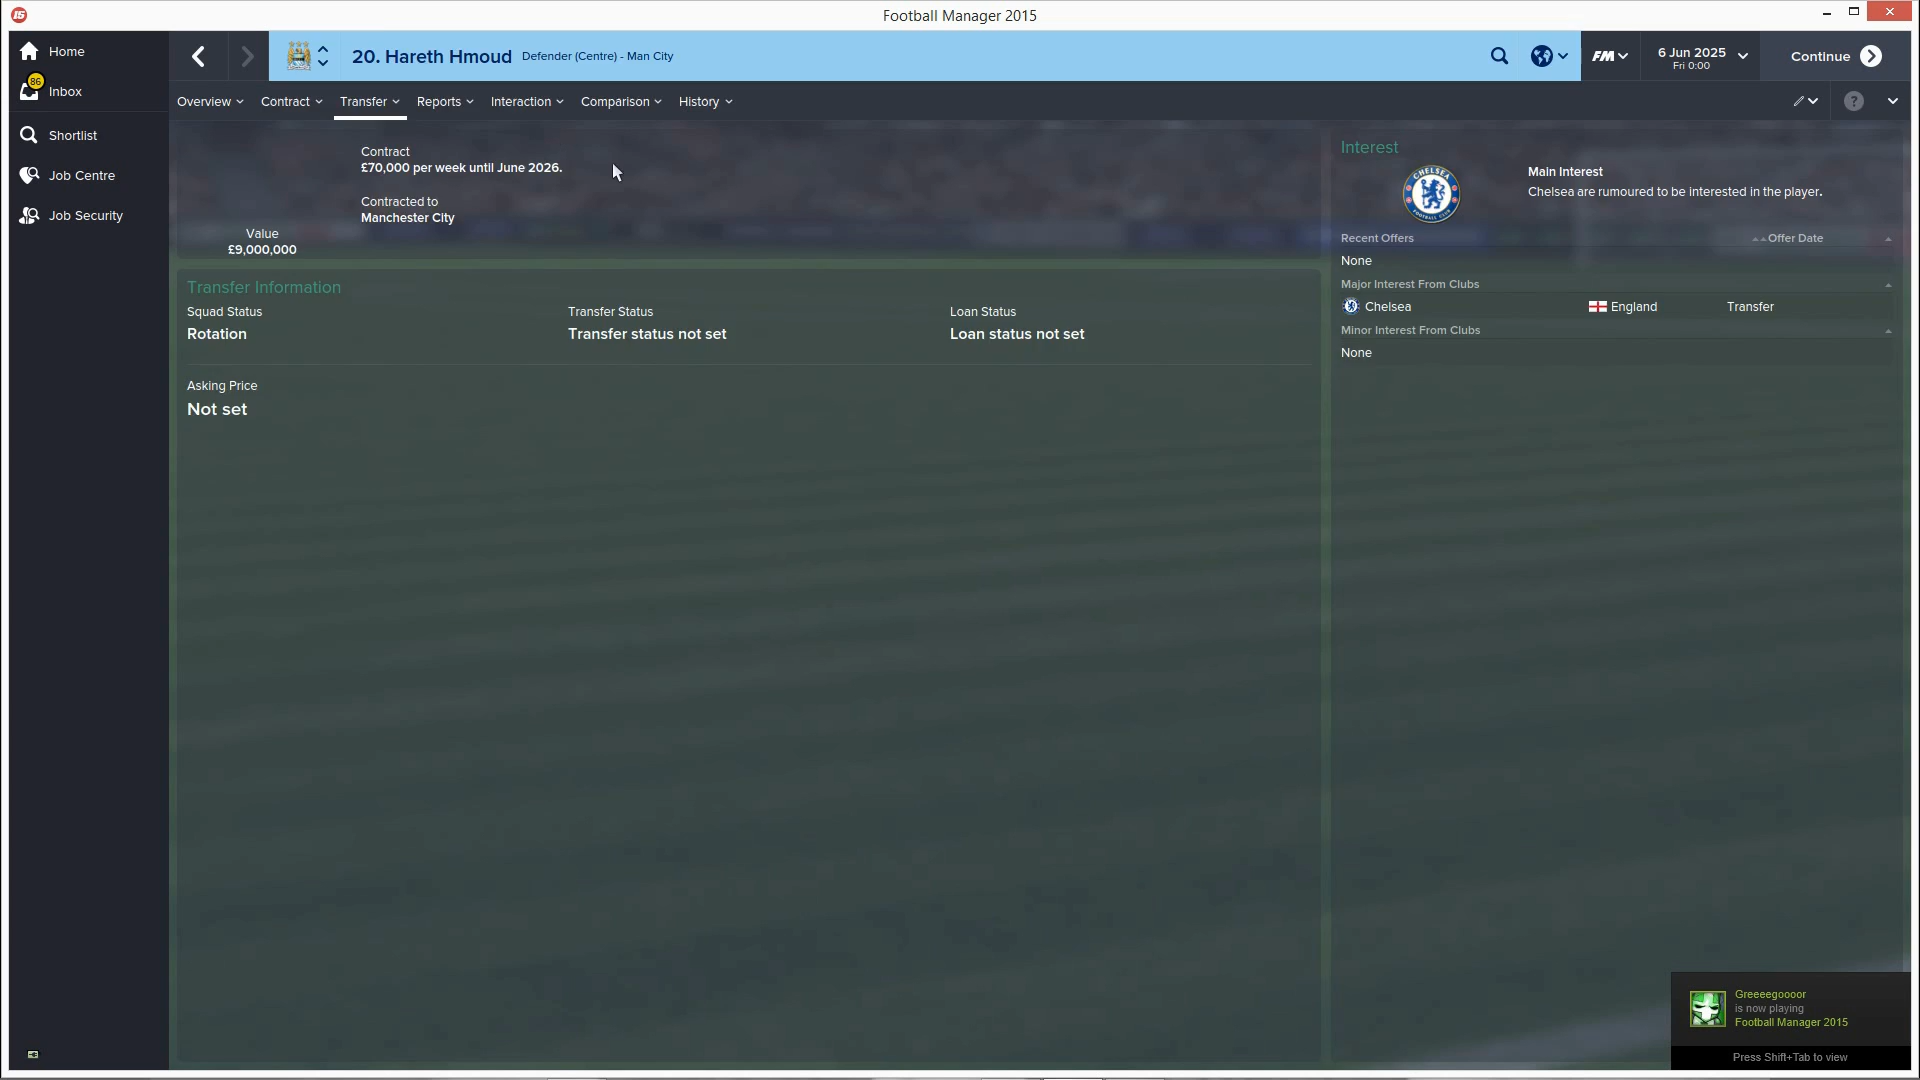 Football Manager 2015
Home
86
Inbox
Shortlist
Job Centre
Job Security
20. Hareth Hmoud Defender (Centre) - Man City
FM
6 Jun 2025
Fri 0:00
Continue
Overview Contract Transfer Reports Interaction Comparison History
?
Contract
£70,000 per week until June 2026.
Contracted to
Manchester City
Value
£9,000,000
Transfer Information
Squad Status Transfer Status Loan Status
Rotation Transfer status not set Loan status not set
Asking Price
Not set
Interest
CHELSEA
FOOTBALL CLUB
Main Interest
Chelsea are rumoured to be interested in the player.
Recent Offers Offer Date
None
Major Interest From Clubs
Chelsea England Transfer
Minor Interest From Clubs
None
Greeeegoooor
is now playing
Football Manager 2015
Press Shift+Tab to view